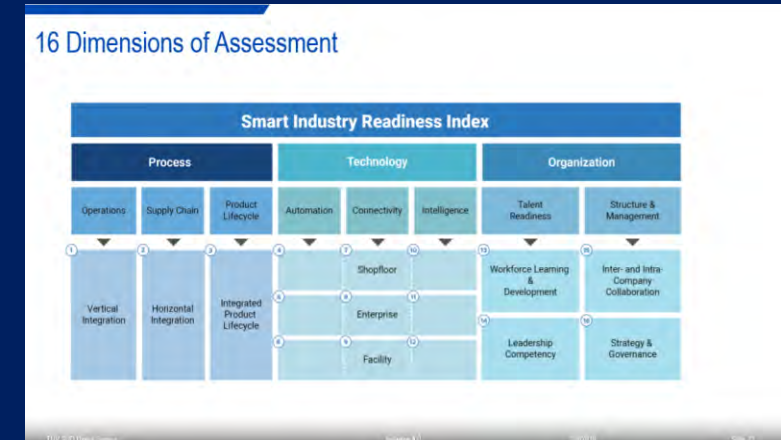 16 Dimensions of Assessment
Smart Industry Readiness Index
Process
Technology
Organization
Operations
Supply Chain
Product
Lifecycle
Automation
Connectivity
Intelligence
Talent
Readiness
Structure &
Management
1
2
3
4
7
10
13
15
Vertical
Integration
Horizontal
Integration
Integrated
Product
Lifecycle
Shopfloor
5
8
11
Enterprise
6
9
12
Facility
Workforce Learning
&
Development
Inter- and Intra-
Company
Collaboration
14
16
Leadership
Competency
Strategy &
Governance